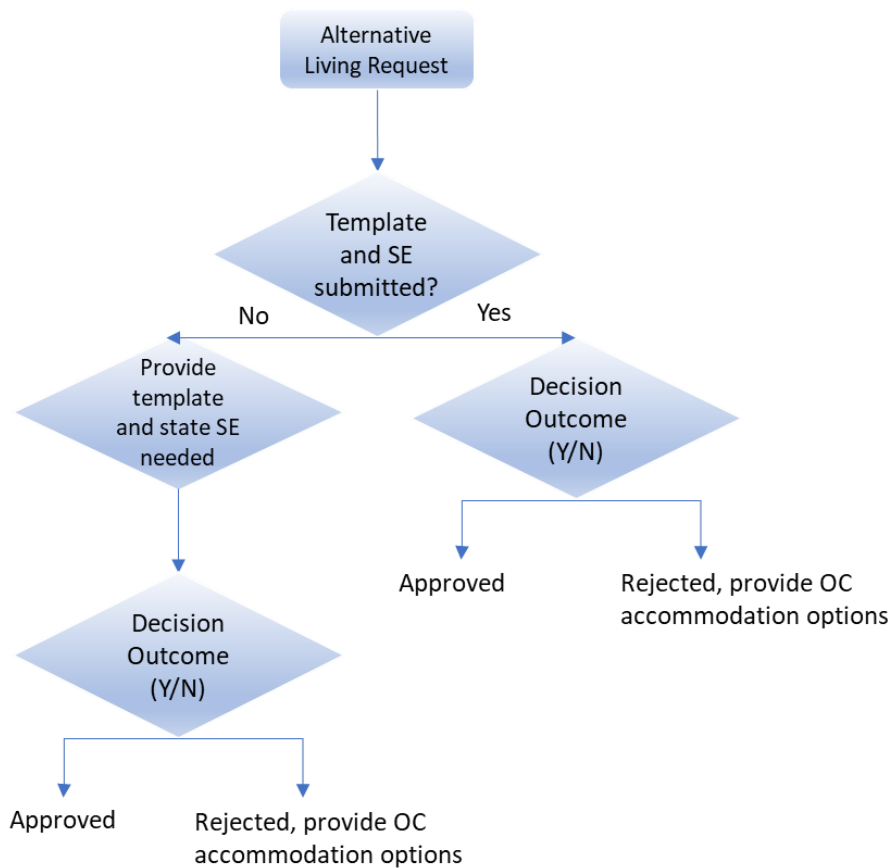 Alternative
Living Request
Template
and SE
submitted?
No
Yes
Provide
template
and state SE
needed
Decision
Outcome
(Y/N)
Approved
Rejected, provide OC
accommodation options
Decision
Outcome
(Y/N)
Approved
Rejected, provide OC
accommodation options